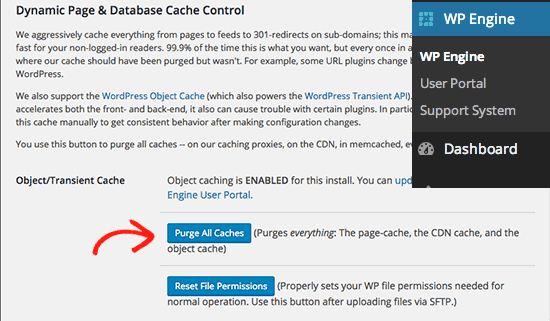 Dynamic Page & Database Cache Control
We aggressively cache everything from pages to feeds to 301-redirects on sub-domains; this ma
fast for your non-logged-in readers. 99.9% of the time this is what you want, but every once in a
where our cache should have been purged but wasn't. For example, some URL plugins change b
WordPress.
We also support the WordPress Object Cache (which also powers the WordPress Transient API).
accelerates both the front- and back-end, it also can cause trouble with certain plugins. In partic
this cache manually to get consistent behavior after making configuration changes.
You use this button to purge all caches -- on our caching proxies, on the CDN, in memcached, ev
Object/Transient Cache
Object caching is ENABLED for this install. You can upd
Engine User Portal.
Purge All Caches (Purges everything: The page-cache, the CDN cache, and the
object cache)
Reset File Permissions (Properly sets your WP file permissions needed for
normal operation. Use this button after uploading files via SFTP.)
WP Engine
WP Engine
User Portal
Support System
Dashboard